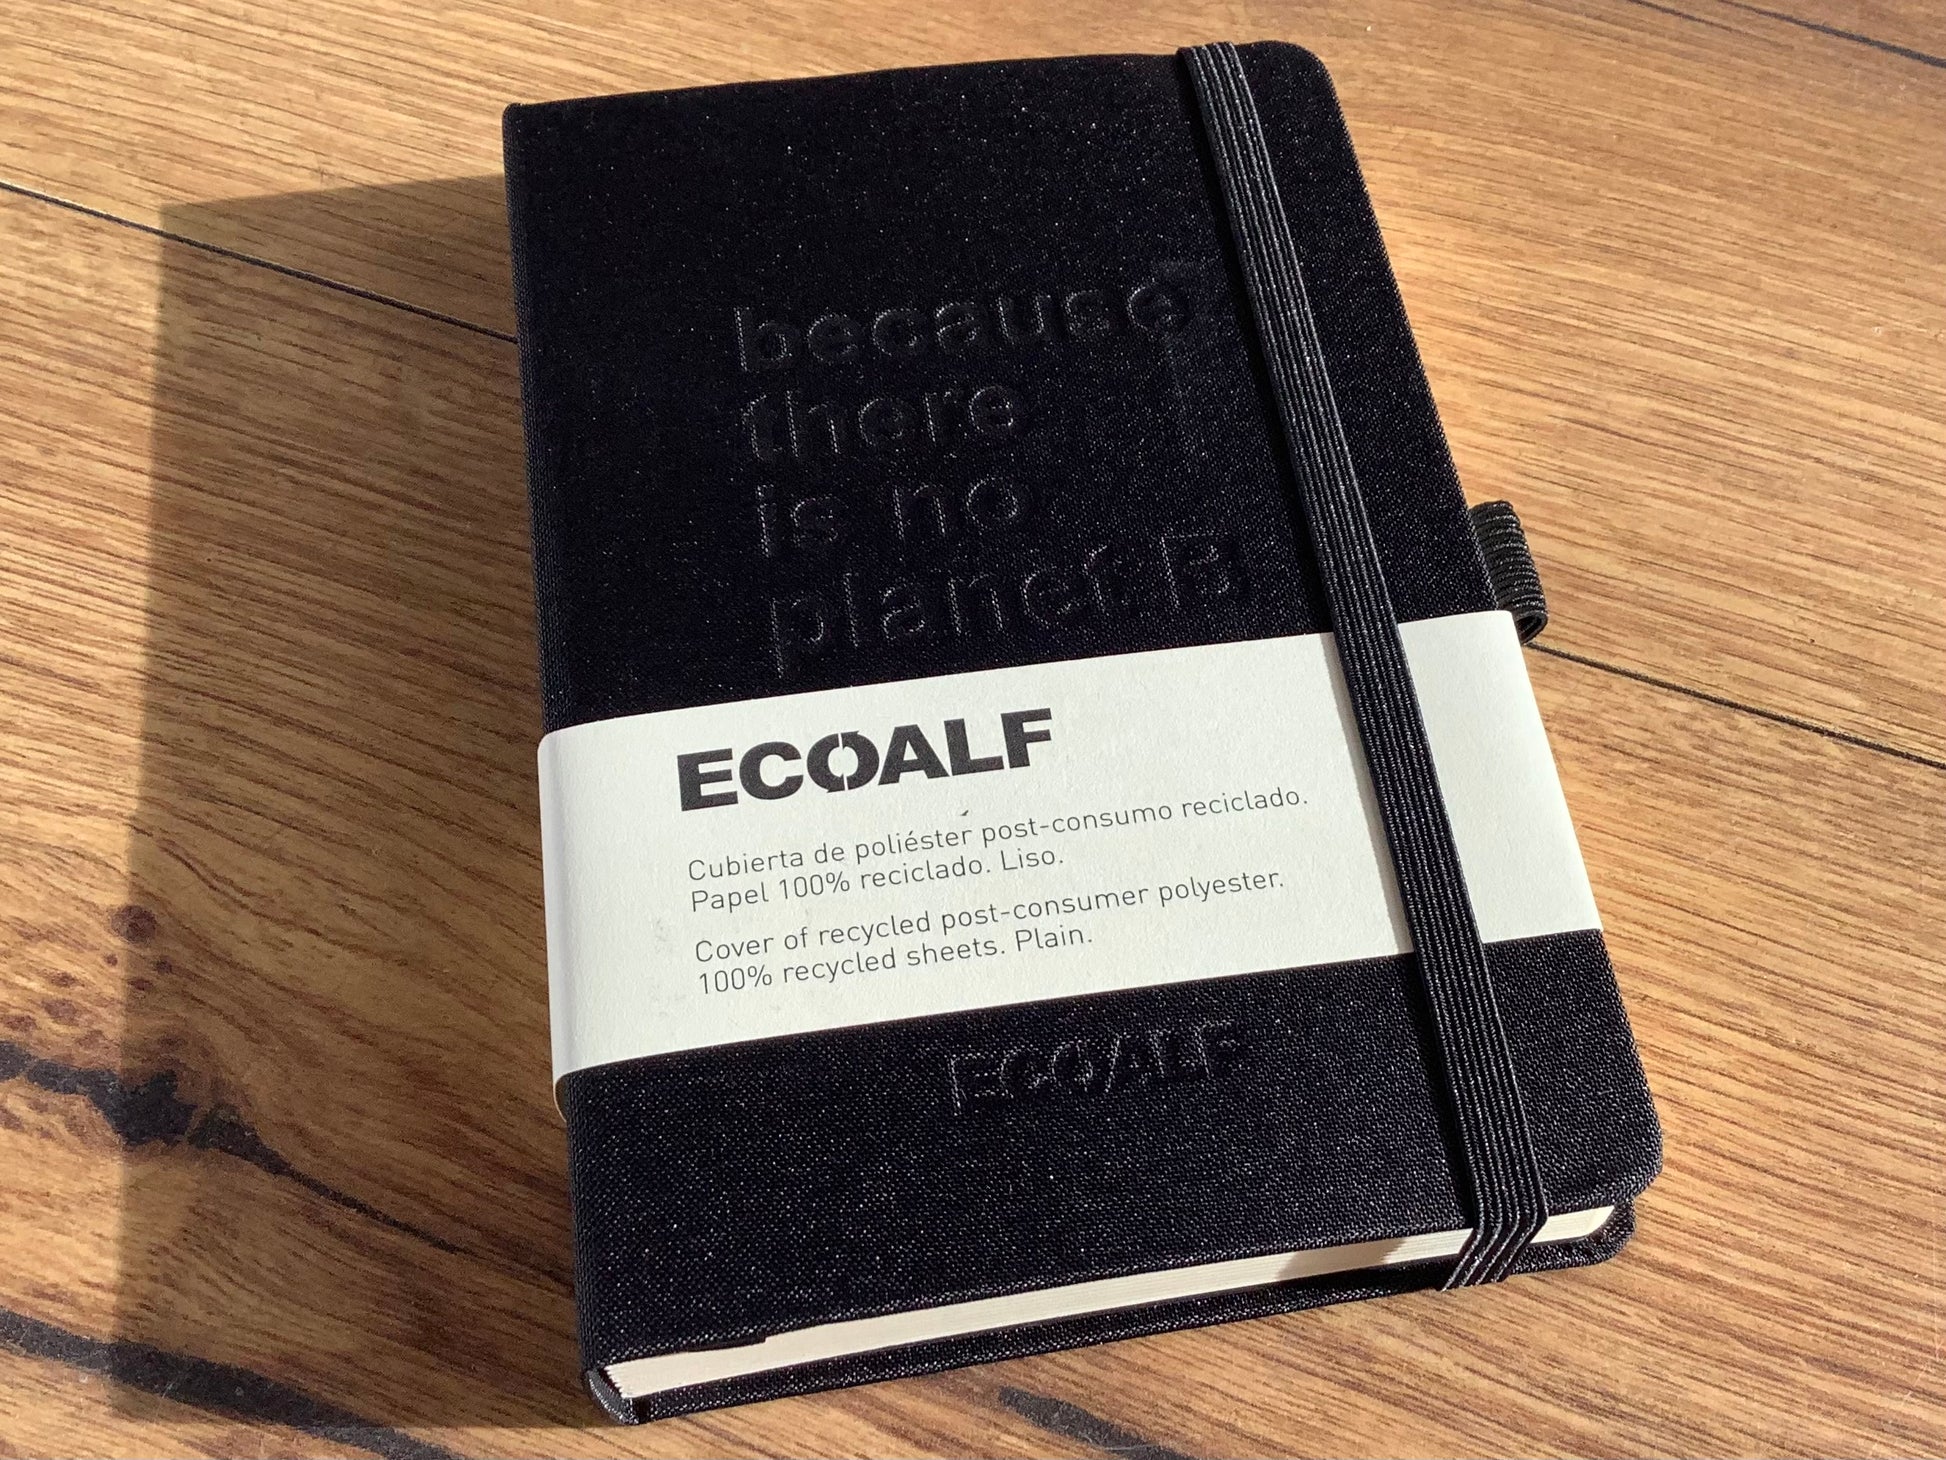 because
there
is no
planet B
ECOALF
Cubierta de poliéster post-consumo reciclado.
Papel 100% reciclado. Liso.
Cover of recycled post-consumer polyester.
100% recycled sheets. Plain.
ECOALF